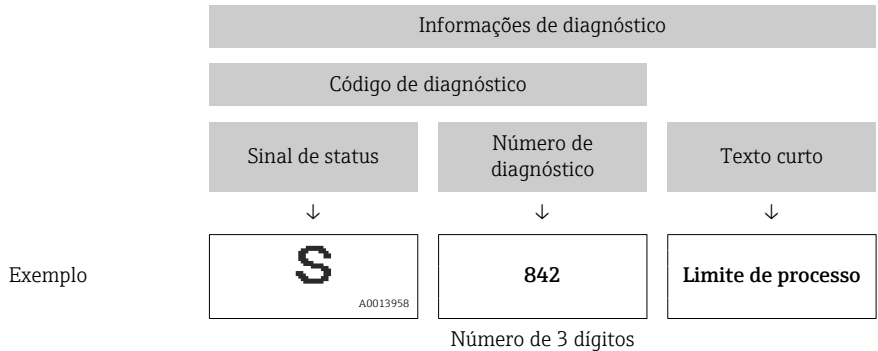 Informações de diagnóstico
Código de diagnóstico
Sinal de status
Número de
diagnóstico
Texto curto
↓ ↓ ↓
Exemplo
S
A0013958
842
Limite de processo
Número de 3 dígitos